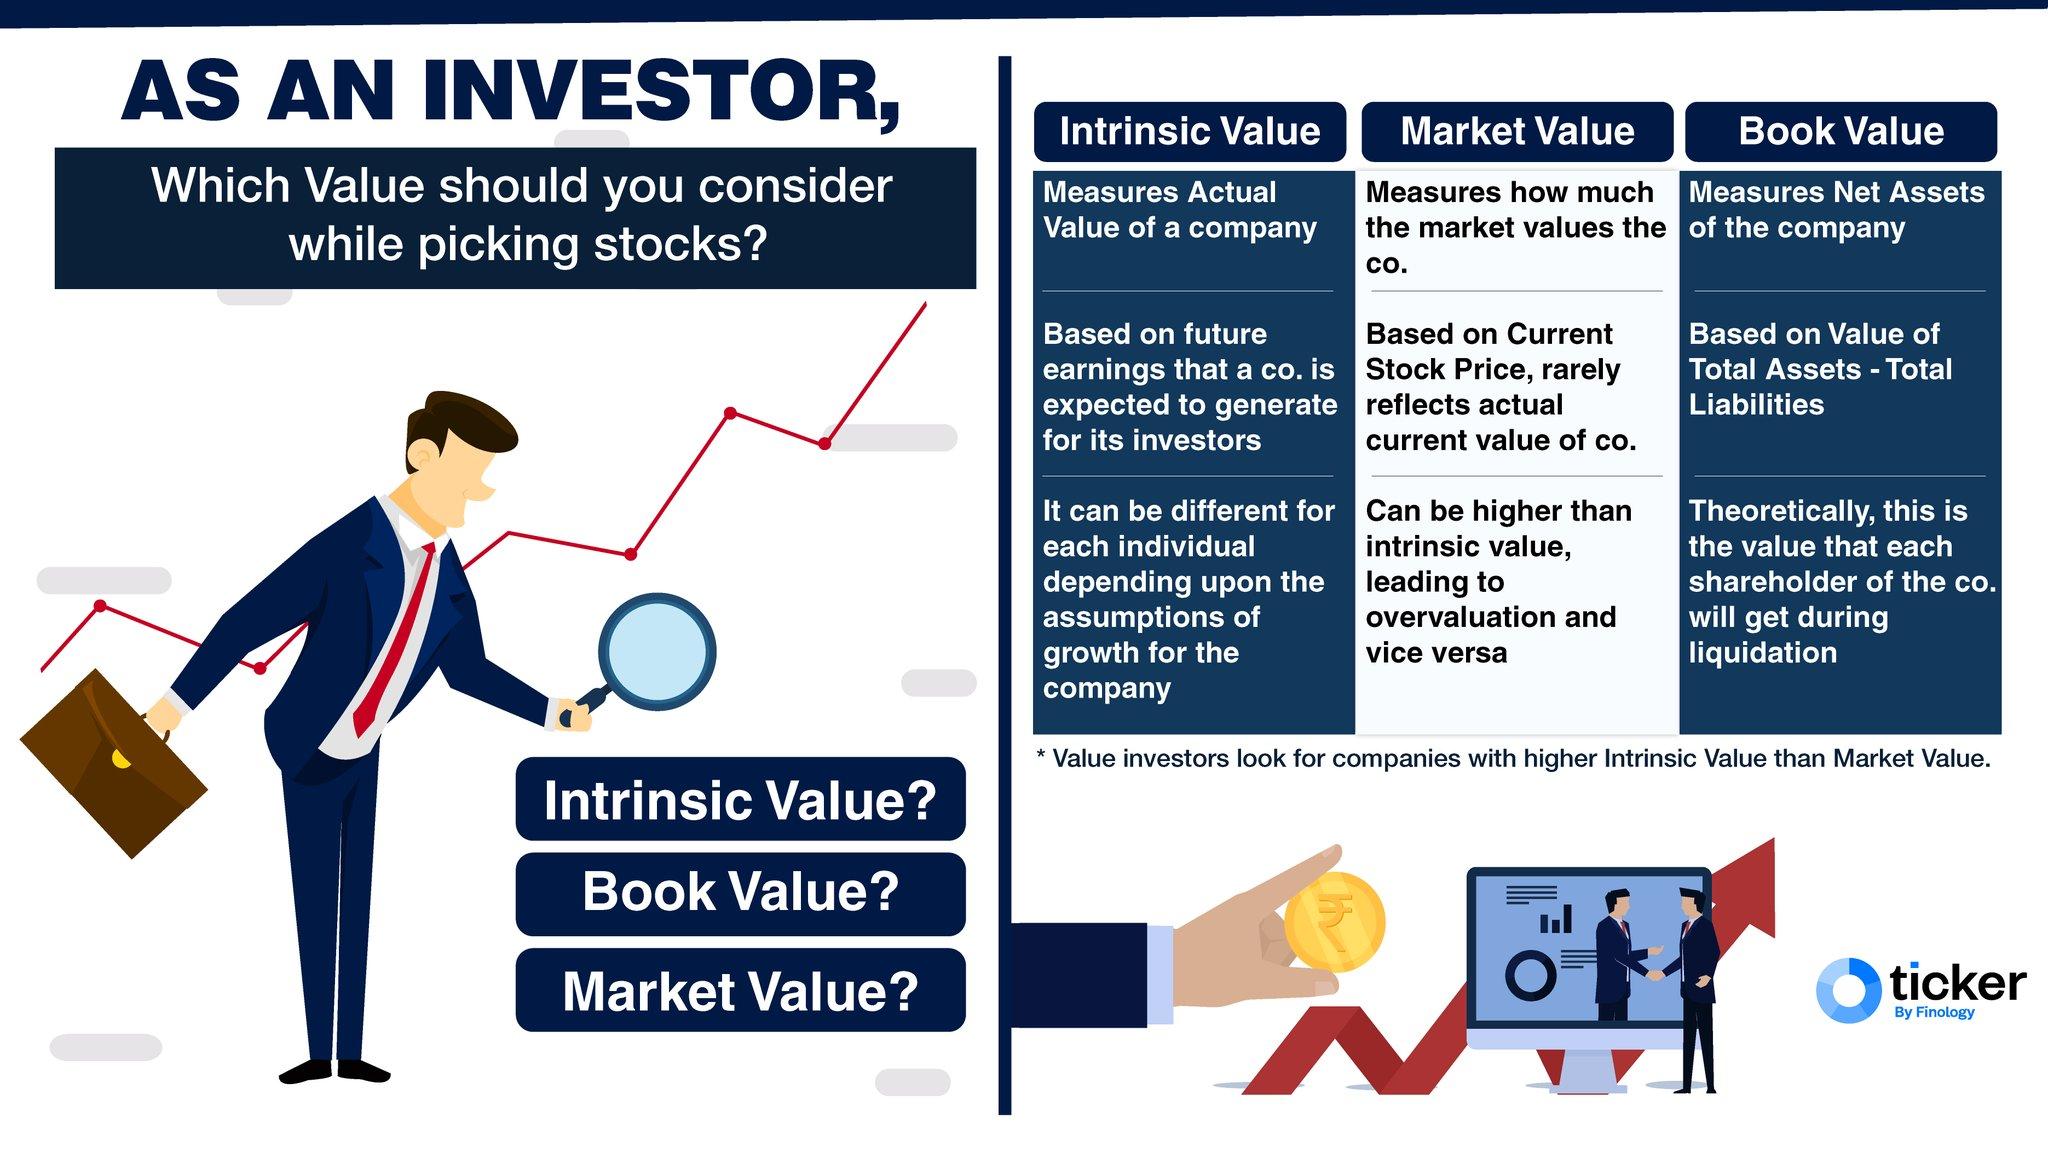 AS AN INVESTOR,
Which Value should you consider
while picking stocks?
Intrinsic Value?
Book Value?
Market Value?
Intrinsic Value
Measures Actual
Value of a company
Based on future
earnings that a co. is
expected to generate
for its investors
It can be different for
each individual
depending upon the
assumptions of
growth for the
company
Market Value
Measures how much
the market values the
co.
Based on Current
Stock Price, rarely
reflects actual
current value of co.
Can be higher than
intrinsic value,
leading to
overvaluation and
vice versa
Book Value
Measures Net Assets
of the company
Based on Value of
Total Assets - Total
Liabilities
Theoretically, this is
the value that each
shareholder of the co.
will get during
liquidation
* Value investors look for companies with higher Intrinsic Value than Market Value.
₹
ticker
By Finology